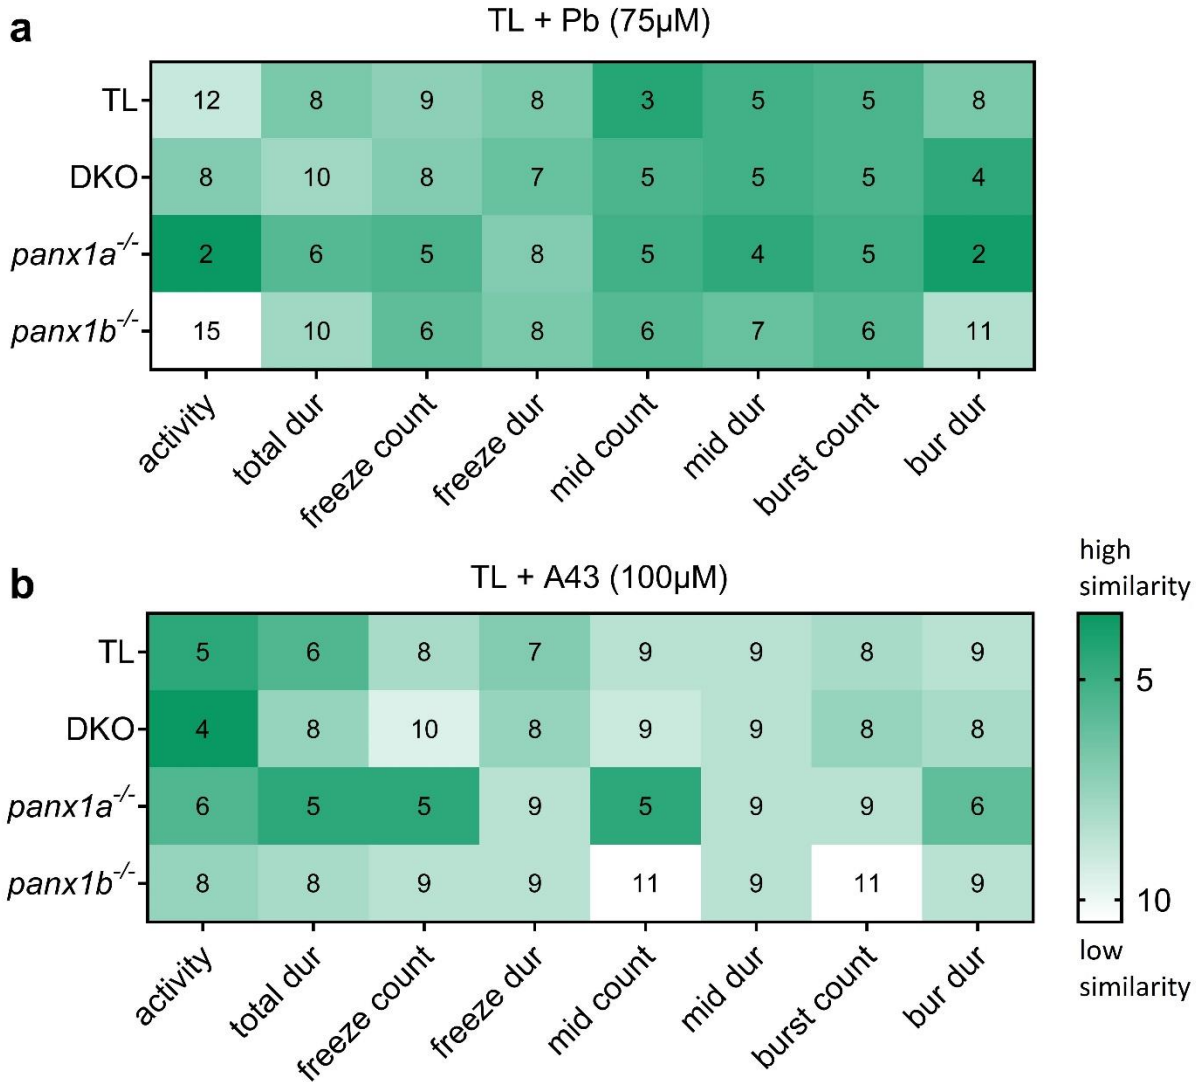 a
TL + Pb (75µM)
TL 12 8 9 8 3 5 5 8
DKO 8 10 8 7 5 5 5 4
panx1a-/- 2 6 5 8 5 4 5 2
panx1b-/- 15 10 6 8 6 7 6 11
activity total dur freeze count freeze dur mid count mid dur burst count bur dur
b
TL + A43 (100µM)
TL 5 6 8 7 9 9 8 9
DKO 4 8 10 8 9 9 8 8
panx1a-/- 6 5 5 9 5 9 9 6
panx1b-/- 8 8 9 9 11 9 11 9
activity total dur freeze count freeze dur mid count mid dur burst count bur dur
high
similarity
5
10
low
similarity